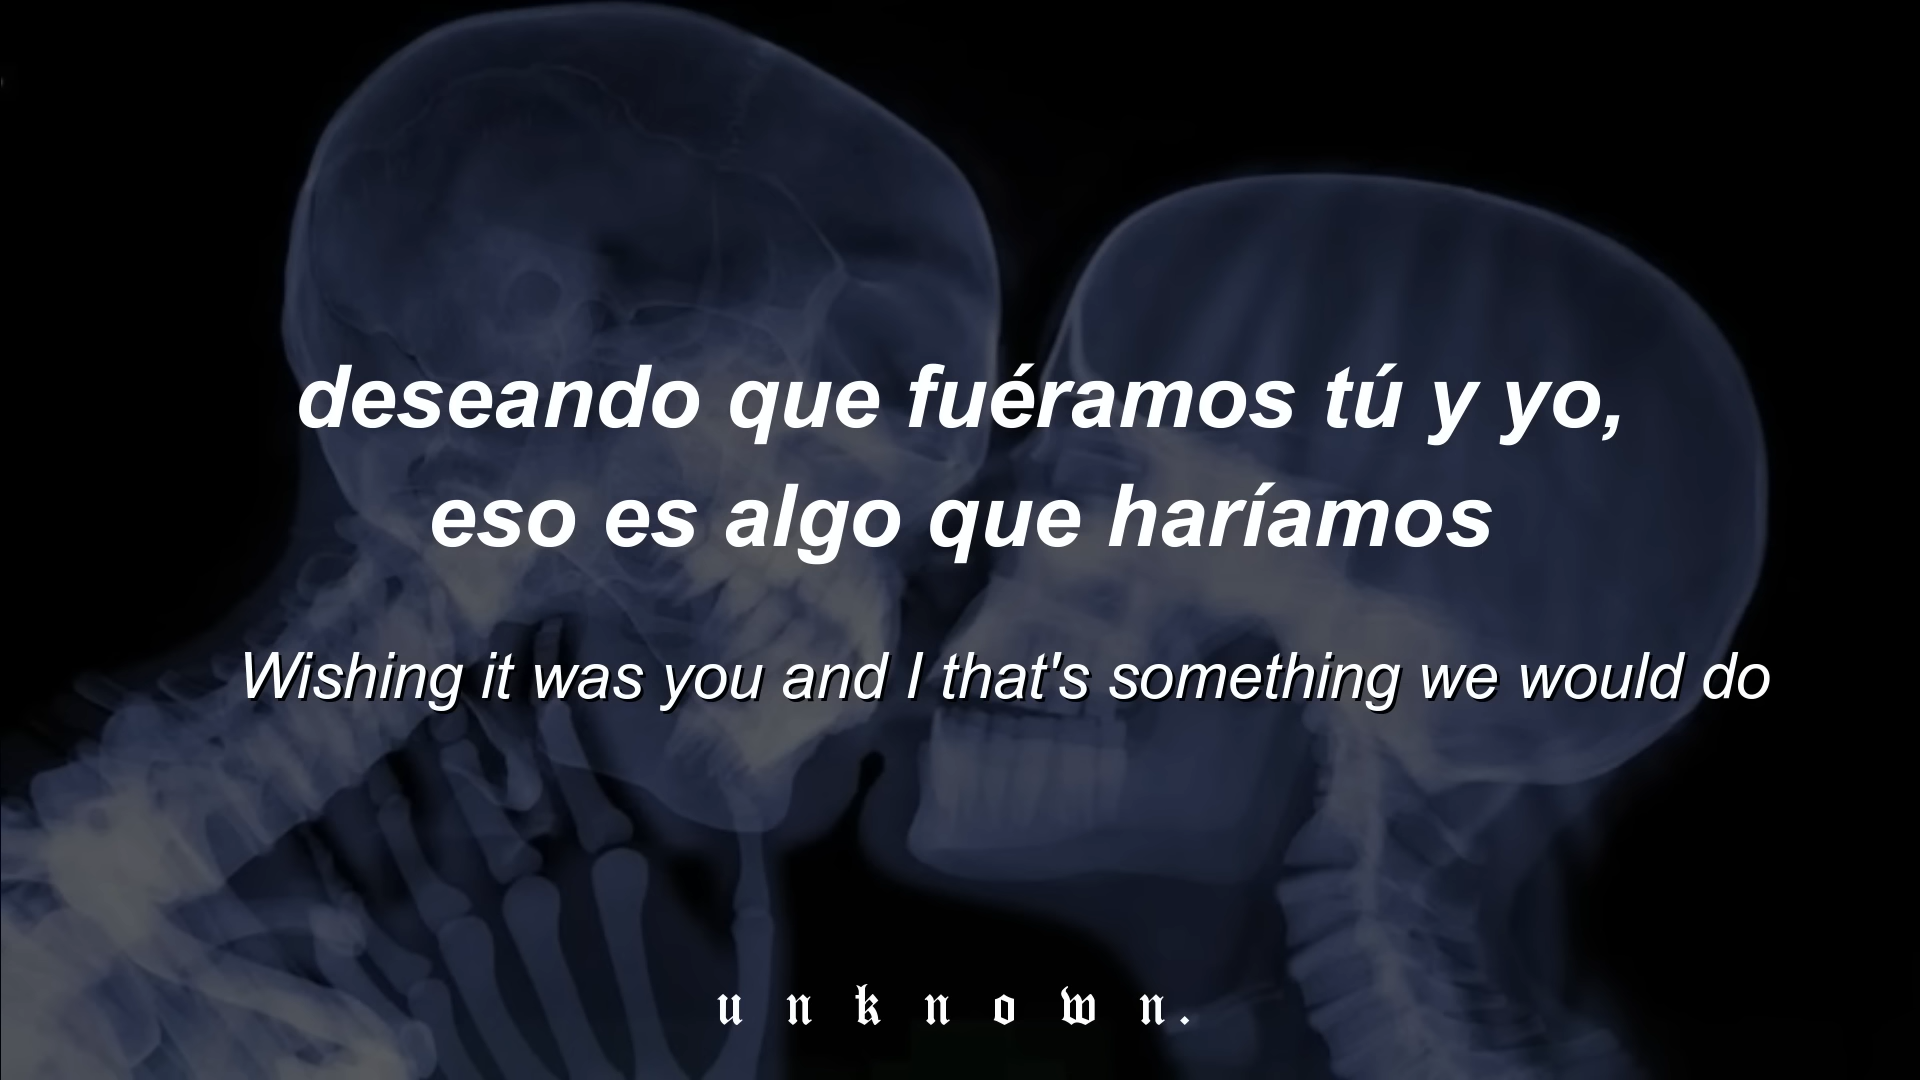 deseando que fuéramos tú y yo,
eso es algo que haríamos
Wishing it was you and I that's something we would do
u n k n o w n.